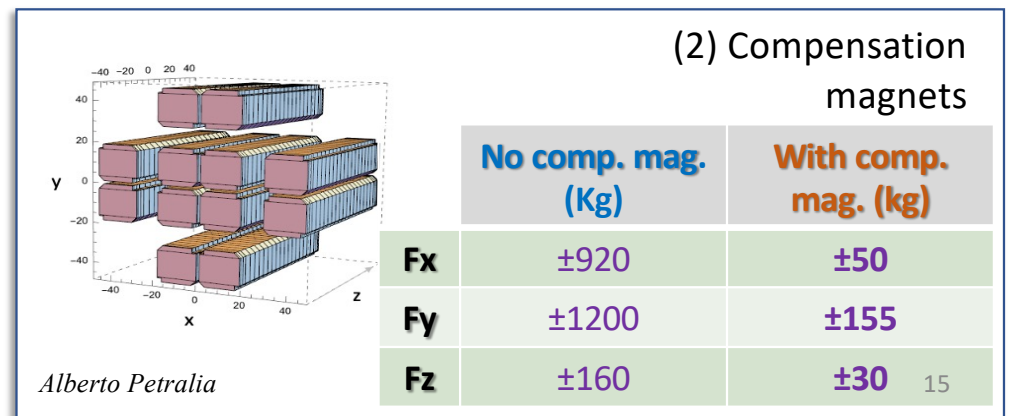 (2) Compensation
magnets
−40 −20 0 20 40
40
20
0
−20
−40
y
−40
−20
0
20
40
x
z
No comp. mag.
(Kg)
With comp.
mag. (kg)
Fx ±920 ±50
Fy ±1200 ±155
Fz ±160 ±30
Alberto Petralia
15